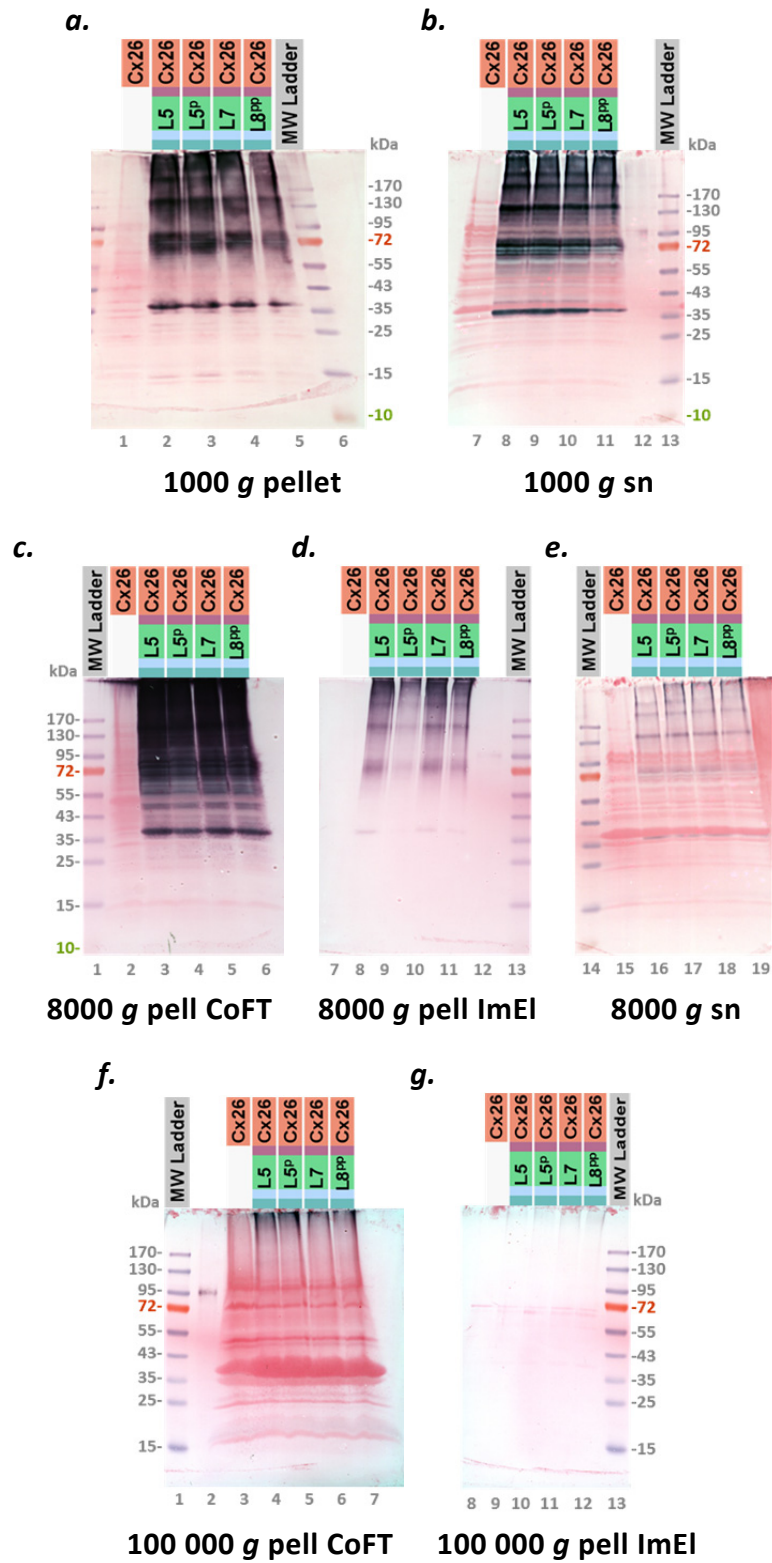 a.
Cx26 Cx26 Cx26 Cx26 Cx26 MW Ladder
L5 L5ᵖ L7 L8ᵖᵖ
kDa
-170
-130
-95
-72
-55
-43
-35
-25
-15
-10
1 2 3 4 5 6
1000 g pellet
b.
Cx26 Cx26 Cx26 Cx26 Cx26 MW Ladder
L5 L5ᵖ L7 L8ᵖᵖ
kDa
-170
-130
-95
-72
-55
-43
-35
-25
-15
-10
7 8 9 10 11 12 13
1000 g sn
c.
MW Ladder Cx26 Cx26 Cx26 Cx26 Cx26
L5 L5ᵖ L7 L8ᵖᵖ
kDa
170-
130-
95-
72-
55-
43-
35-
25-
15-
10-
1 2 3 4 5 6
8000 g pell CoFT
d.
Cx26 Cx26 Cx26 Cx26 Cx26 MW Ladder
L5 L5ᵖ L7 L8ᵖᵖ
7 8 9 10 11 12 13
8000 g pell ImEl
e.
MW Ladder Cx26 Cx26 Cx26 Cx26 Cx26
L5 L5ᵖ L7 L8ᵖᵖ
14 15 16 17 18 19
8000 g sn
f.
MW Ladder Cx26 Cx26 Cx26 Cx26 Cx26
L5 L5ᵖ L7 L8ᵖᵖ
kDa
170-
130-
95-
72-
55-
43-
35-
25-
15-
1 2 3 4 5 6 7
100 000 g pell CoFT
g.
Cx26 Cx26 Cx26 Cx26 Cx26 MW Ladder
L5 L5ᵖ L7 L8ᵖᵖ
kDa
-170
-130
-95
-72
-55
-43
-35
-25
-15
8 9 10 11 12 13
100 000 g pell ImEl